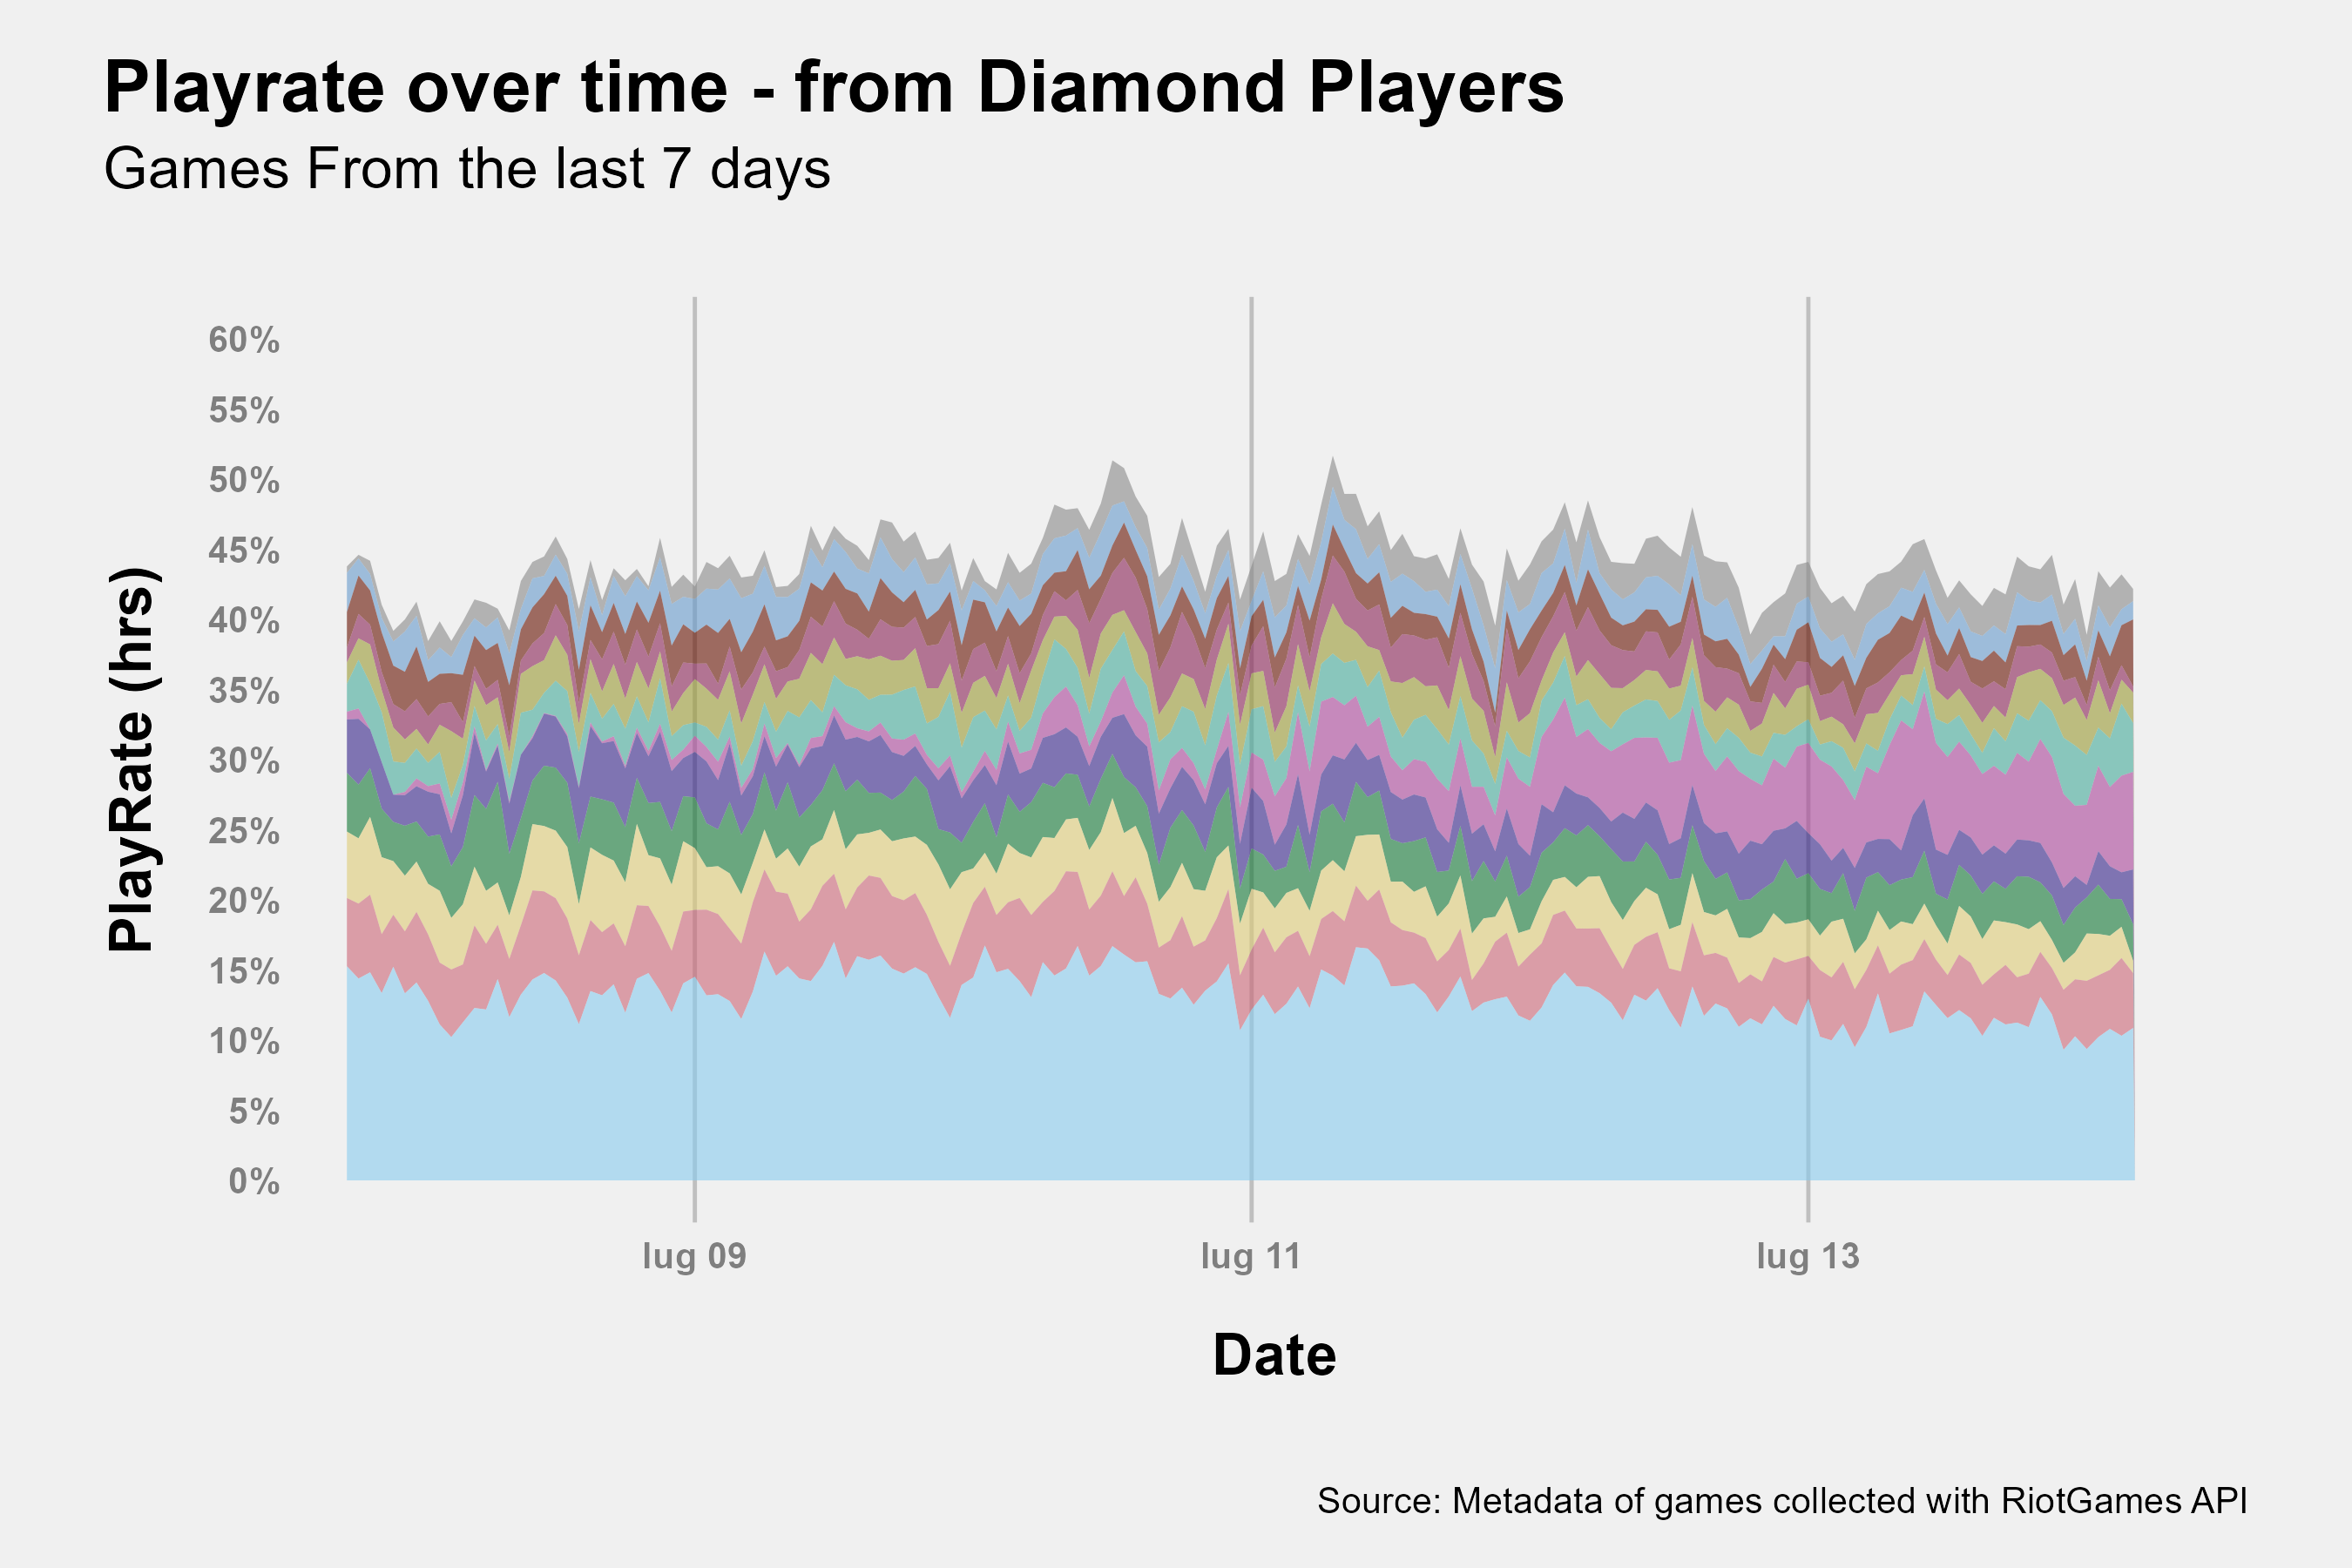 Playrate over time - from Diamond Players
Games From the last 7 days
PlayRate (hrs)
60%
55%
50%
45%
40%
35%
30%
25%
20%
15%
10%
5%
0%
lug 09
lug 11
lug 13
Date
Source: Metadata of games collected with RiotGames API